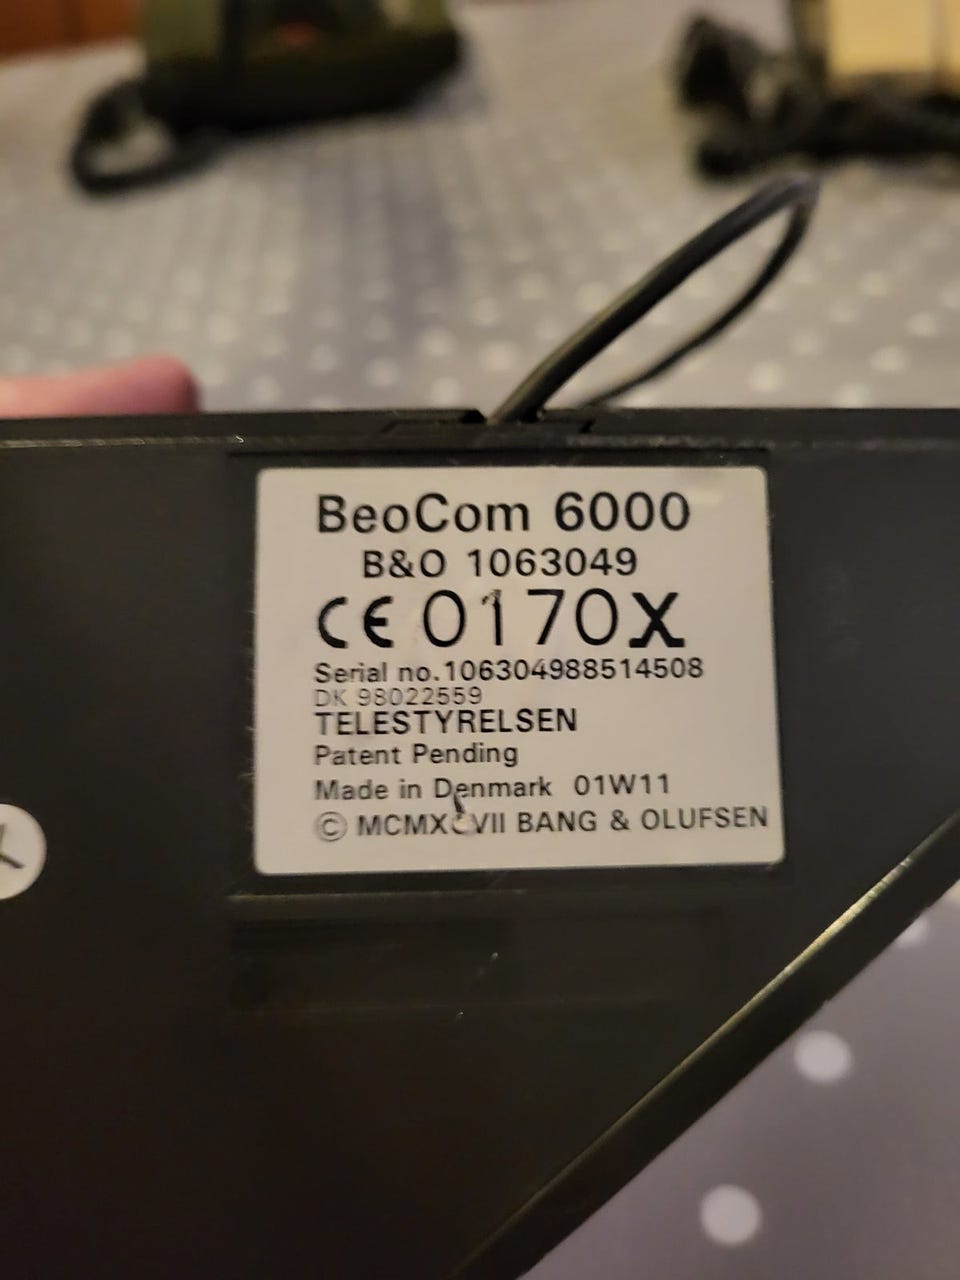 BeoCom 6000
B&O 1063049
CE 0170X
Serial no.106304988514508
DK 98022559
TELESTYRELSEN
Patent Pending
Made in Denmark 01W11
© MCMXCVII BANG & OLUFSEN